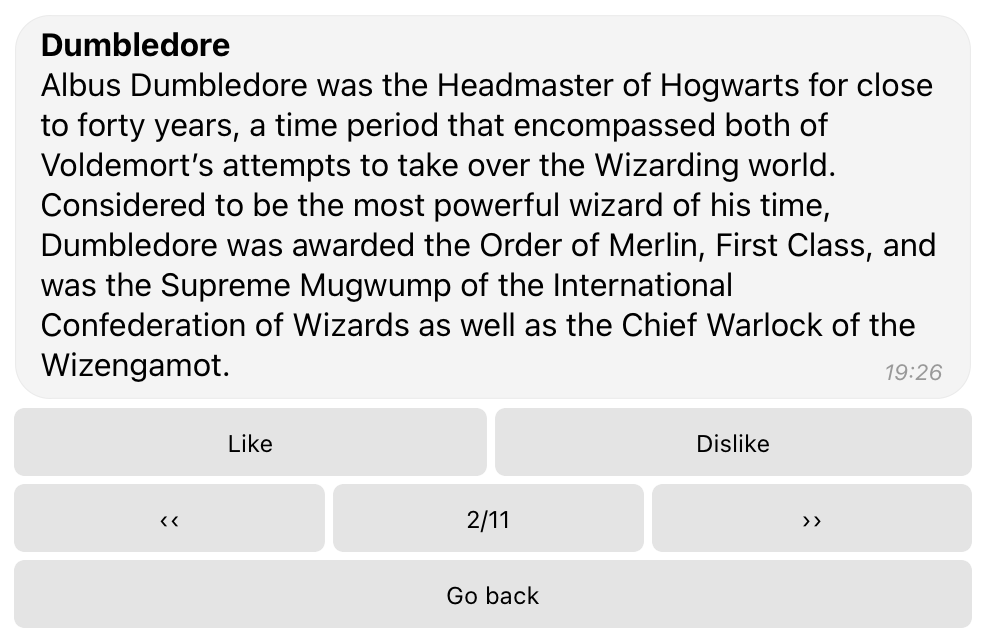 Dumbledore
Albus Dumbledore was the Headmaster of Hogwarts for close
to forty years, a time period that encompassed both of
Voldemort’s attempts to take over the Wizarding world.
Considered to be the most powerful wizard of his time,
Dumbledore was awarded the Order of Merlin, First Class, and
was the Supreme Mugwump of the International
Confederation of Wizards as well as the Chief Warlock of the
Wizengamot.
19:26
Like
Dislike
‹‹
2/11
››
Go back